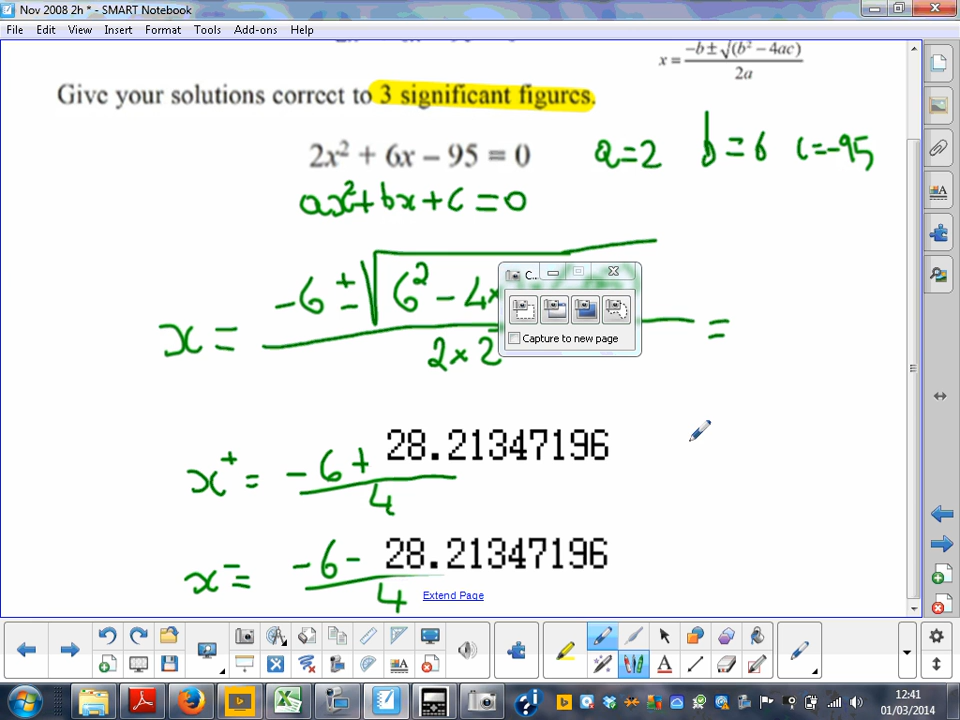 Nov 2008 2h * - SMART Notebook
File Edit View Insert Format Tools Add-ons Help
x = −b ± √(b² − 4ac) / 2a
Give your solutions correct to 3 significant figures.
2x² + 6x − 95 = 0
a=2 b=6 c=-95
ax²+bx+c=0
x = -6 ± √6² - 4× / 2×2 =
C...
Capture to new page
x⁺ = -6 + 28.21347196 / 4
x⁻ = -6 - 28.21347196 / 4
Extend Page
12:41
01/03/2014